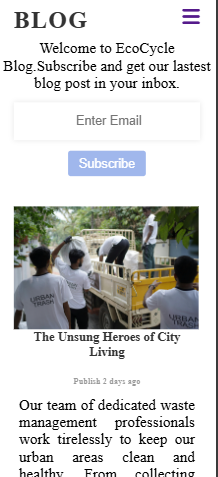 BLOG
Welcome to EcoCycle
Blog.Subscribe and get our lastest
blog post in your inbox.
Enter Email
Subscribe
URBAN
TRASH
URBAN
TRASH
The Unsung Heroes of City
Living
Publish 2 days ago
Our team of dedicated waste
management professionals
work tirelessly to keep our
urban areas clean and
healthy. From collecting